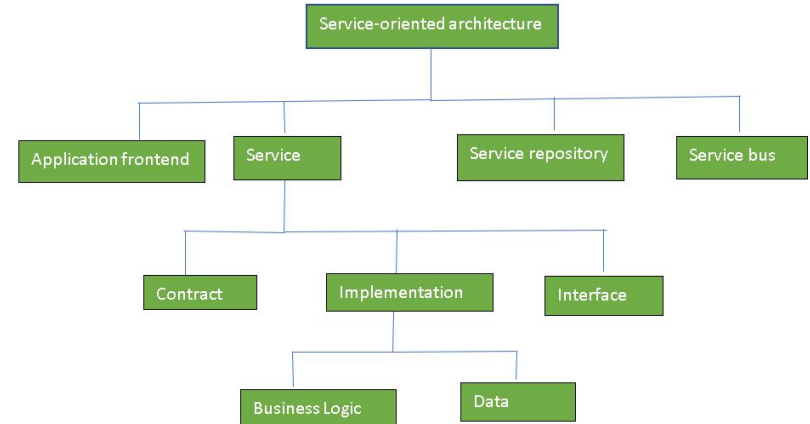 Service-oriented architecture
Application frontend
Service
Service repository
Service bus
Contract
Implementation
Interface
Business Logic
Data